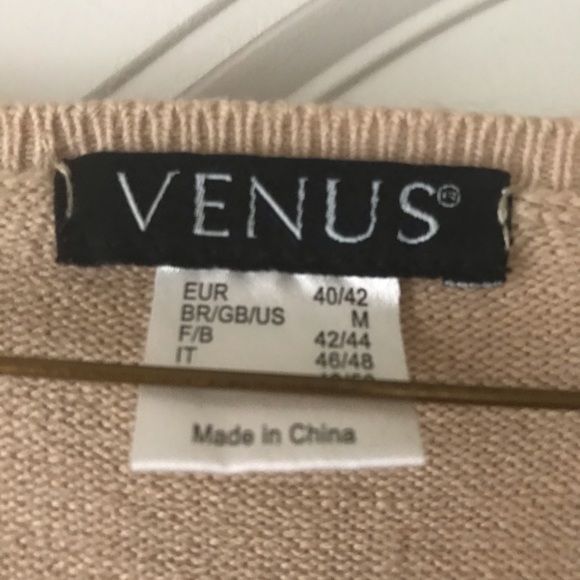 VENUS®
EUR 40/42
BR/GB/US M
F/B 42/44
IT 46/48
Made in China